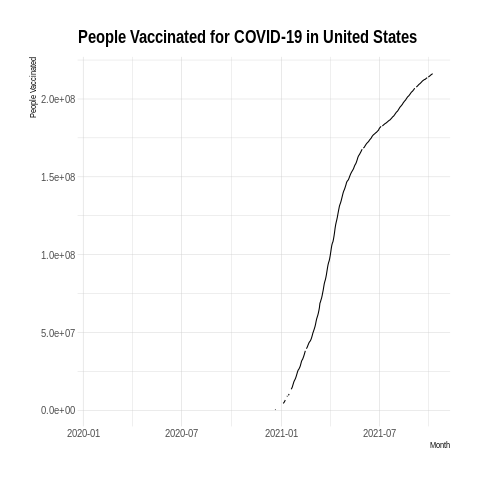 People Vaccinated for COVID-19 in United States
People Vaccinated
2.0e+08
1.5e+08
1.0e+08
5.0e+07
0.0e+00
2020-01 2020-07 2021-01 2021-07
Month